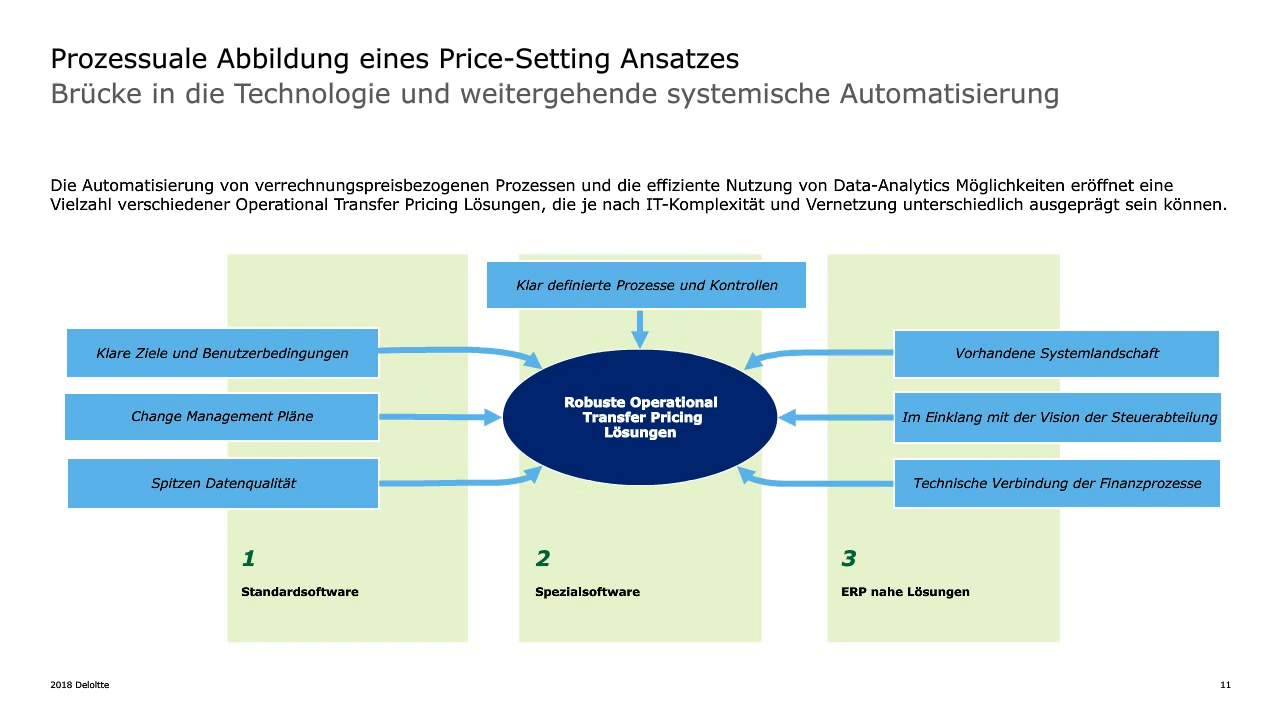 Prozessuale Abbildung eines Price-Setting Ansatzes
Brücke in die Technologie und weitergehende systemische Automatisierung
Die Automatisierung von verrechnungspreisbezogenen Prozessen und die effiziente Nutzung von Data-Analytics Möglichkeiten eröffnet eine
Vielzahl verschiedener Operational Transfer Pricing Lösungen, die je nach IT-Komplexität und Vernetzung unterschiedlich ausgeprägt sein können.
Klar definierte Prozesse und Kontrollen
Klare Ziele und Benutzerbedingungen
Change Management Pläne
Spitzen Datenqualität
Robuste Operational
Transfer Pricing
Lösungen
Vorhandene Systemlandschaft
Im Einklang mit der Vision der Steuerabteilung
Technische Verbindung der Finanzprozesse
1
Standardsoftware
2
Spezialsoftware
3
ERP nahe Lösungen
2018 Deloitte
11